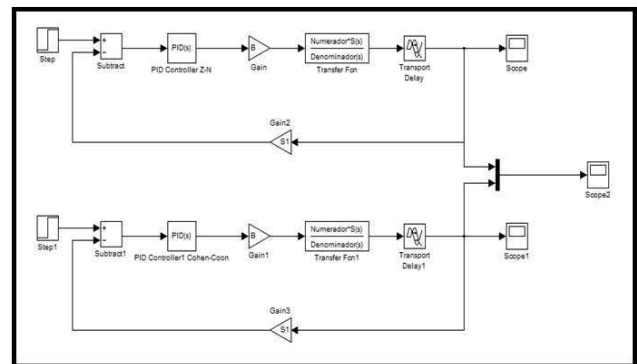 Step
Subtract
PID(s)
PID Controller Z-N
B
Gain
Numerador*S(s)
Denominador(s)
Transfer Fcn
Transport
Delay
Scope
Gain2
S1
Scope2
Step1
Subtract1
PID(s)
PID Controller1 Cohen-Coon
B
Gain1
Numerador*S(s)
Denominador(s)
Transfer Fcn1
Transport
Delay1
Scope1
Gain3
S1